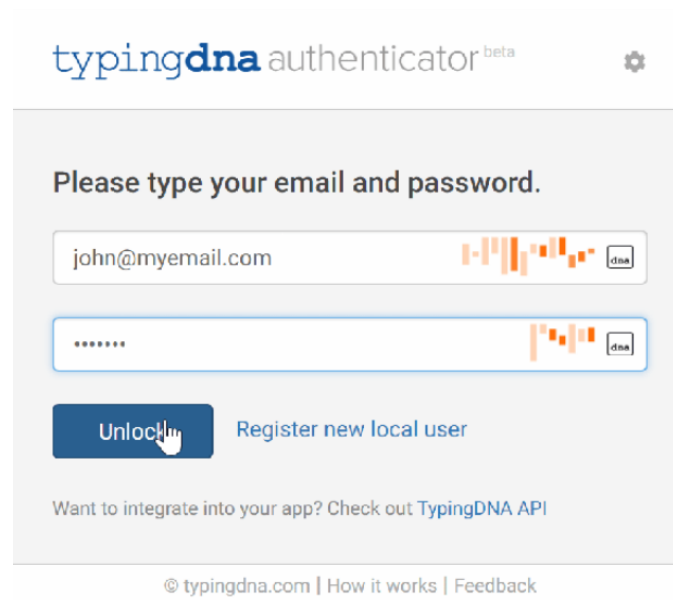 typingdna authenticator beta
Please type your email and password.
john@myemail.com dna
••••••• dna
Unlock Register new local user
Want to integrate into your app? Check out TypingDNA API
© typingdna.com | How it works | Feedback